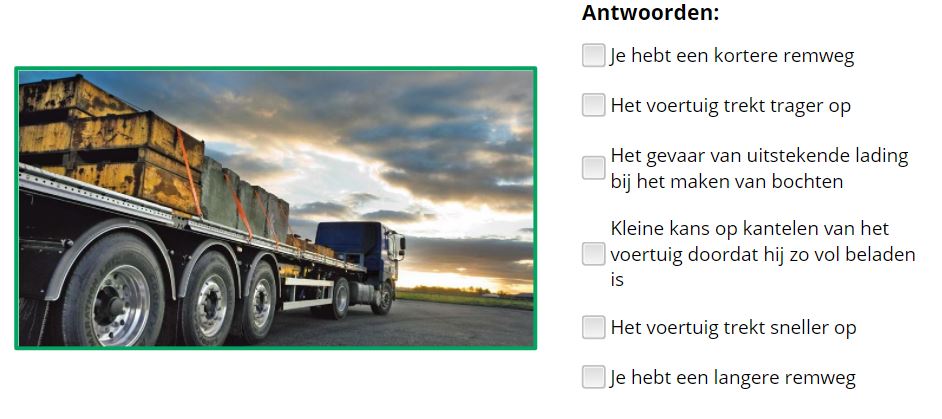 Antwoorden:
Je hebt een kortere remweg
Het voertuig trekt trager op
Het gevaar van uitstekende lading
bij het maken van bochten
Kleine kans op kantelen van het
voertuig doordat hij zo vol beladen
is
Het voertuig trekt sneller op
Je hebt een langere remweg